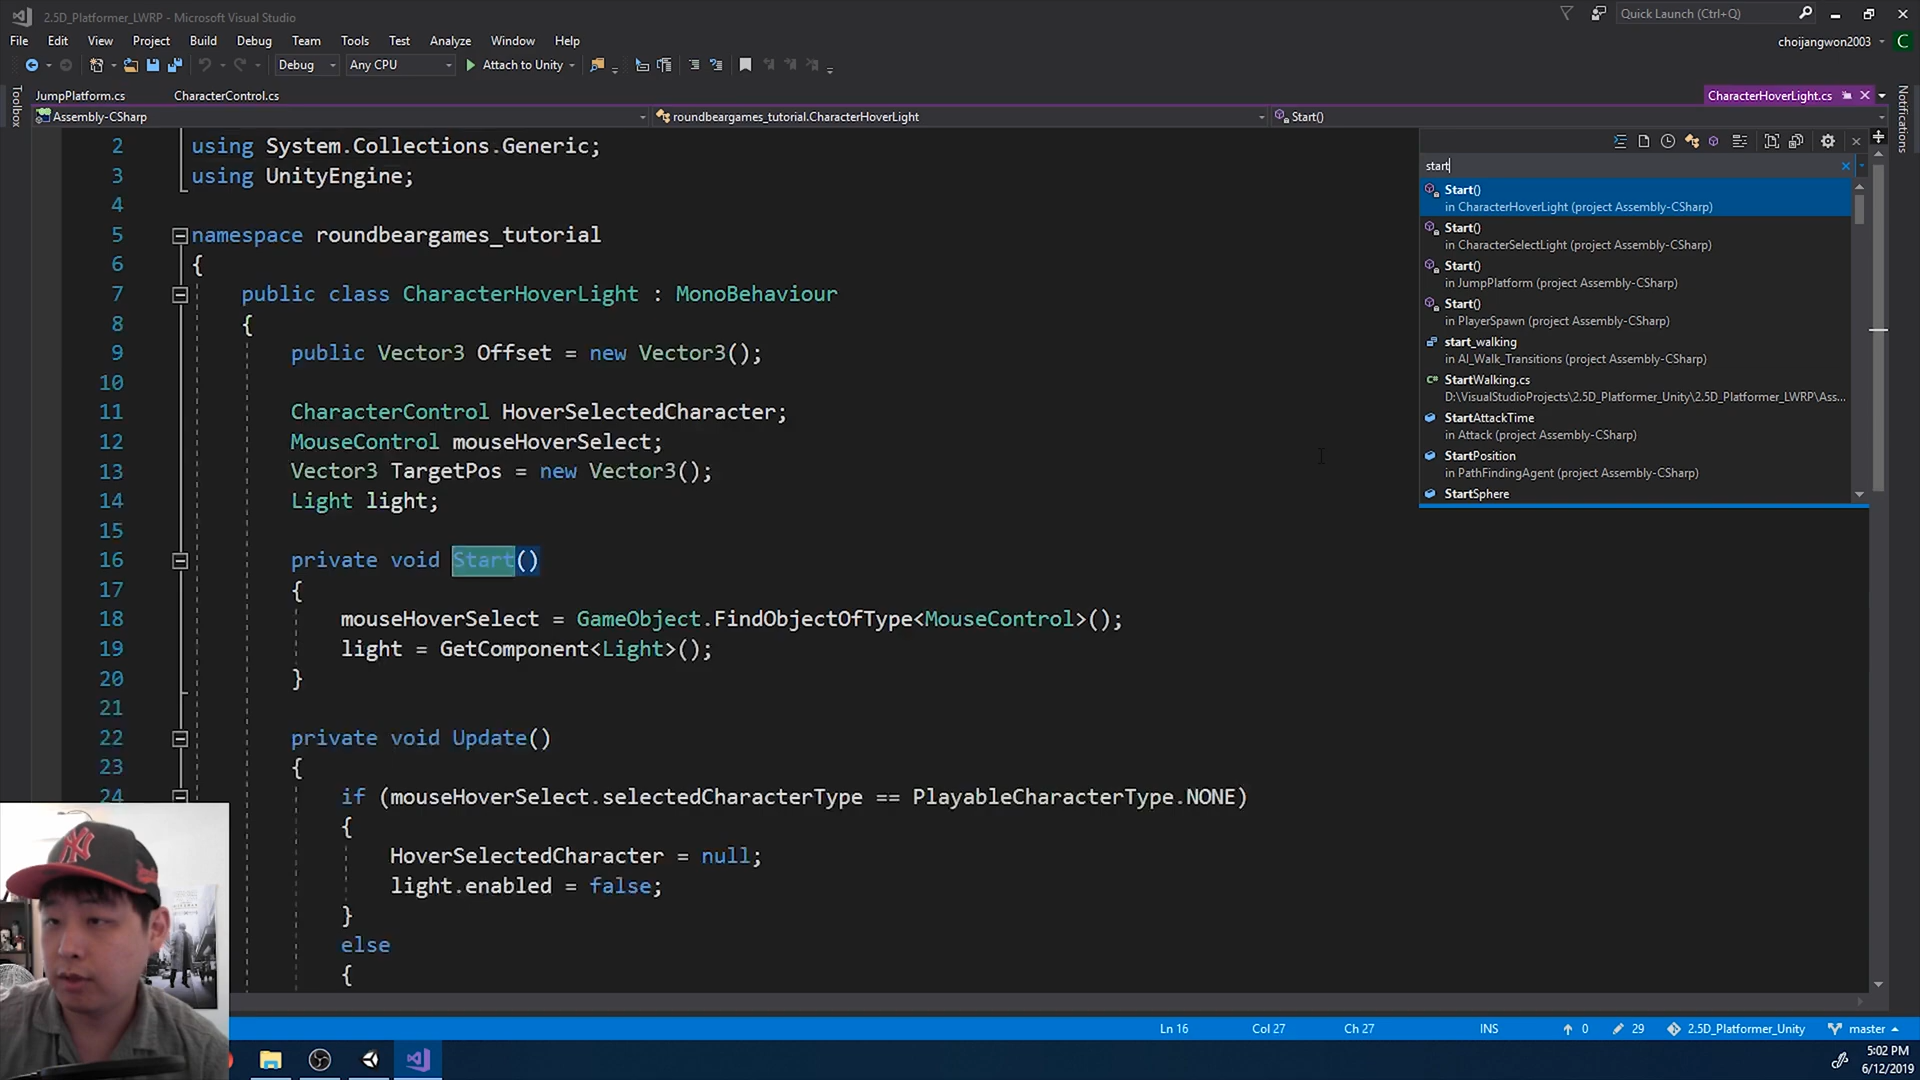 2.5D_Platformer_LWRP - Microsoft Visual Studio
Quick Launch (Ctrl+Q)
File Edit View Project Build Debug Team Tools Test Analyze Window Help
choijangwon2003 C
Debug Any CPU Attach to Unity
Toolbox
JumpPlatform.cs CharacterControl.cs CharacterHoverLight.cs
Notifications
Assembly-CSharp roundbeargames_tutorial.CharacterHoverLight Start()
2 using System.Collections.Generic;
3 using UnityEngine;
4
5 namespace roundbeargames_tutorial
6 {
7 public class CharacterHoverLight : MonoBehaviour
8 {
9 public Vector3 Offset = new Vector3();
10
11 CharacterControl HoverSelectedCharacter;
12 MouseControl mouseHoverSelect;
13 Vector3 TargetPos = new Vector3();
14 Light light;
15
16 private void Start()
17 {
18 mouseHoverSelect = GameObject.FindObjectOfType<MouseControl>();
19 light = GetComponent<Light>();
20 }
21
22 private void Update()
23 {
24 if (mouseHoverSelect.selectedCharacterType == PlayableCharacterType.NONE)
{
HoverSelectedCharacter = null;
light.enabled = false;
}
else
{
start
Start()
in CharacterHoverLight (project Assembly-CSharp)
Start()
in CharacterSelectLight (project Assembly-CSharp)
Start()
in JumpPlatform (project Assembly-CSharp)
Start()
in PlayerSpawn (project Assembly-CSharp)
start_walking
in AI_Walk_Transitions (project Assembly-CSharp)
C# StartWalking.cs
D:\VisualStudioProjects\2.5D_Platformer_Unity\2.5D_Platformer_LWRP\Ass...
StartAttackTime
in Attack (project Assembly-CSharp)
StartPosition
in PathFindingAgent (project Assembly-CSharp)
StartSphere
Ln 16 Col 27 Ch 27 INS 0 29 2.5D_Platformer_Unity master
5:02 PM
6/12/2019